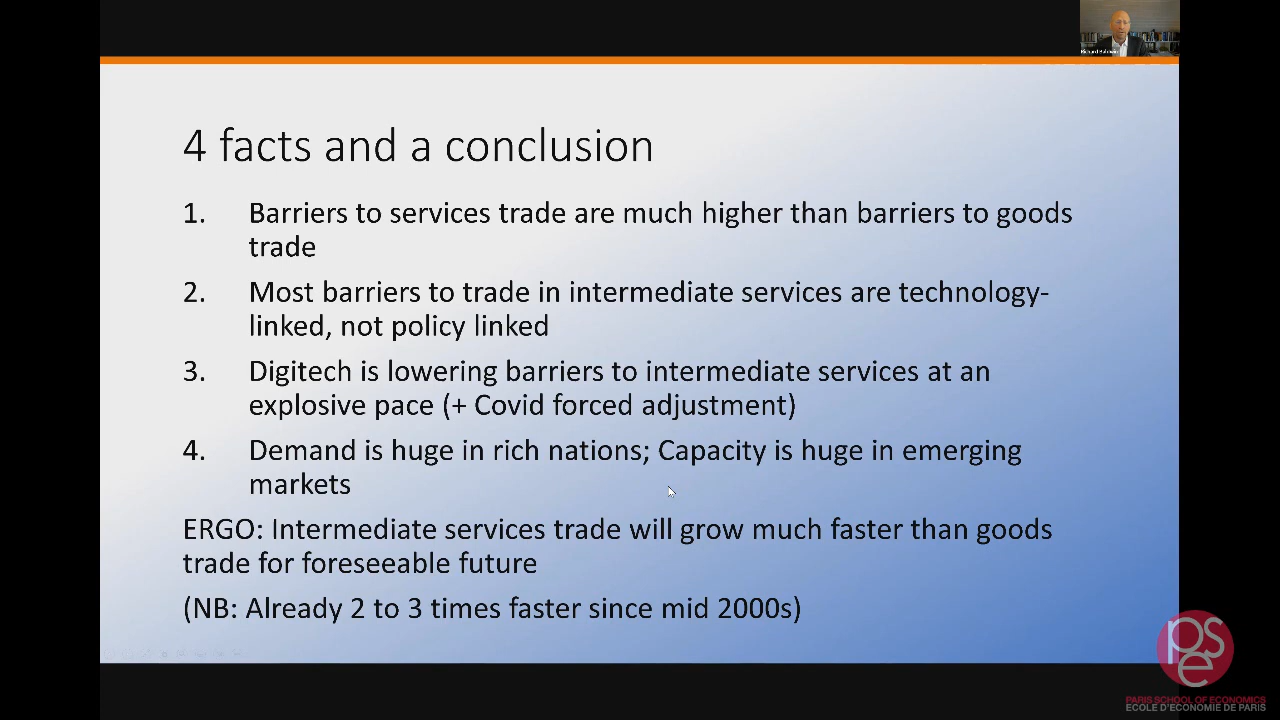 Richard Baldwin
4 facts and a conclusion
1. Barriers to services trade are much higher than barriers to goods
trade
2. Most barriers to trade in intermediate services are technology-
linked, not policy linked
3. Digitech is lowering barriers to intermediate services at an
explosive pace (+ Covid forced adjustment)
4. Demand is huge in rich nations; Capacity is huge in emerging
markets
ERGO: Intermediate services trade will grow much faster than goods
trade for foreseeable future
(NB: Already 2 to 3 times faster since mid 2000s)
pse
PARIS SCHOOL OF ECONOMICS
ECOLE D'ECONOMIE DE PARIS